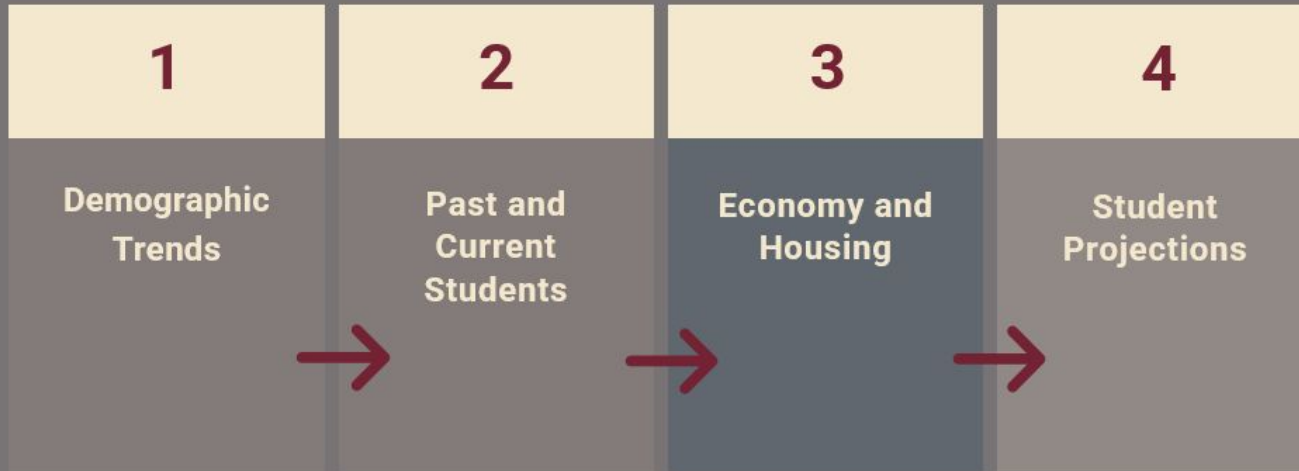 1
Demographic
Trends
2
Past and
Current
Students
3
Economy and
Housing
4
Student
Projections